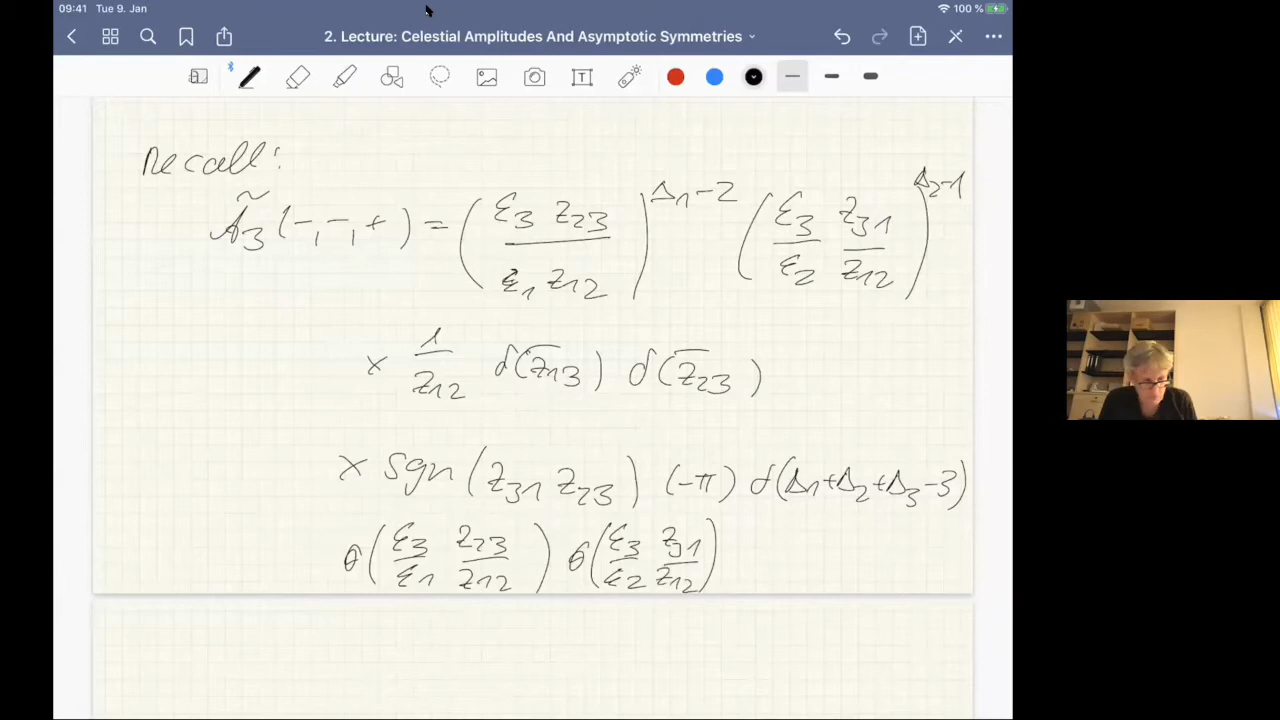 09:41 Tue 9. Jan
100 %
2. Lecture: Celestial Amplitudes And Asymptotic Symmetries
T
Recall:
Ã₃(-,-,+) = (ε₃ z₂₃ / ε₁ z₁₂)^(Δ₁-2) (ε₃/ε₂ z₃₁/z₁₂)^(Δ₂-1)
× 1/z₁₂ δ(z̄₁₃) δ(z̄₂₃)
× sgn(z₃₁ z₂₃) (-π) δ(Δ₁+Δ₂+Δ₃-3)
θ(ε₃/ε₁ z₂₃/z₁₂) θ(ε₃/ε₂ z₃₁/z₁₂)